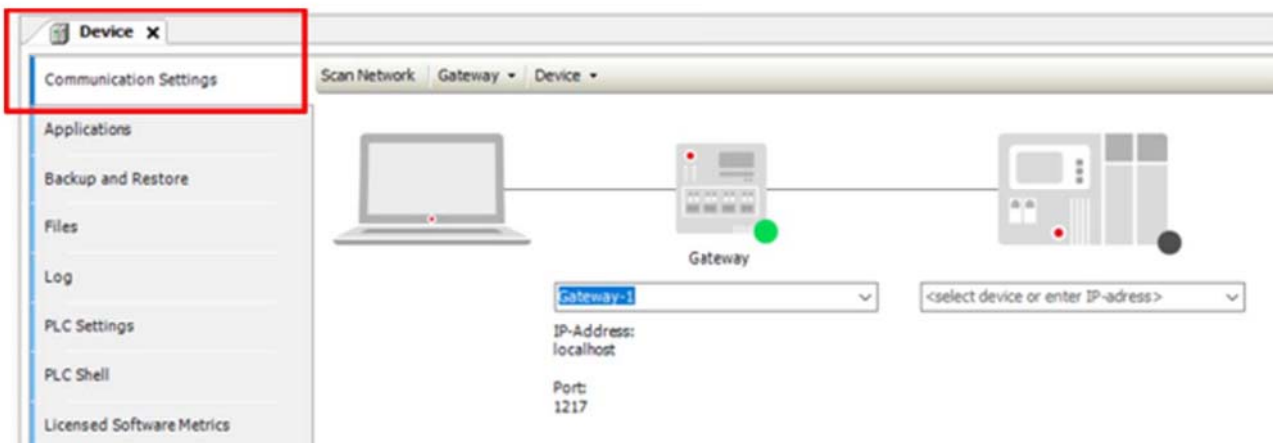 Device X
Communication Settings
Scan Network Gateway Device
Applications
Backup and Restore
Files
Log
PLC Settings
PLC Shell
Licensed Software Metrics
Gateway
Gateway-1
<select device or enter IP-adress>
IP-Address:
localhost
Port:
1217